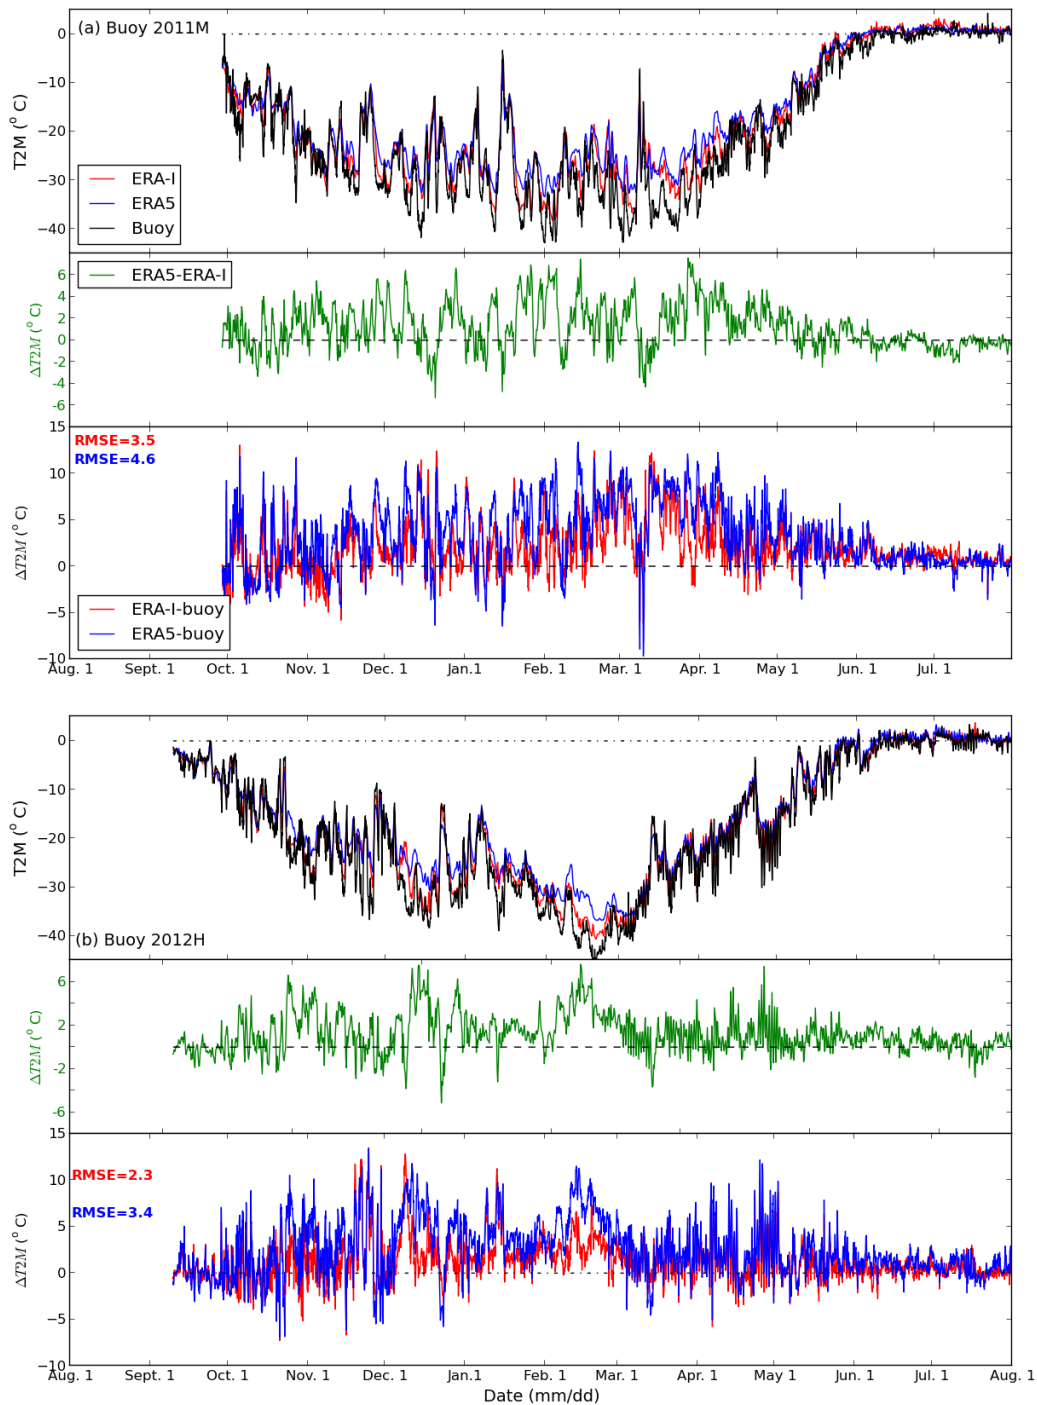 (a) Buoy 2011M
T2M (° C)
0
−10
−20
−30
−40
ERA-I
ERA5
Buoy
ΔT2M (° C)
6
4
2
0
-2
-4
-6
ERA5-ERA-I
ΔT2M (° C)
15
10
5
0
−5
−10
RMSE=3.5
RMSE=4.6
ERA-I-buoy
ERA5-buoy
Aug. 1 Sept. 1 Oct. 1 Nov. 1 Dec. 1 Jan.1 Feb. 1 Mar. 1 Apr. 1 May 1 Jun. 1 Jul. 1
T2M (° C)
0
−10
−20
−30
−40
(b) Buoy 2012H
ΔT2M (° C)
6
2
-2
-6
ΔT2M (° C)
15
10
5
0
−5
−10
RMSE=2.3
RMSE=3.4
Aug. 1 Sept. 1 Oct. 1 Nov. 1 Dec. 1 Jan.1 Feb. 1 Mar. 1 Apr. 1 May 1 Jun. 1 Jul. 1 Aug. 1
Date (mm/dd)